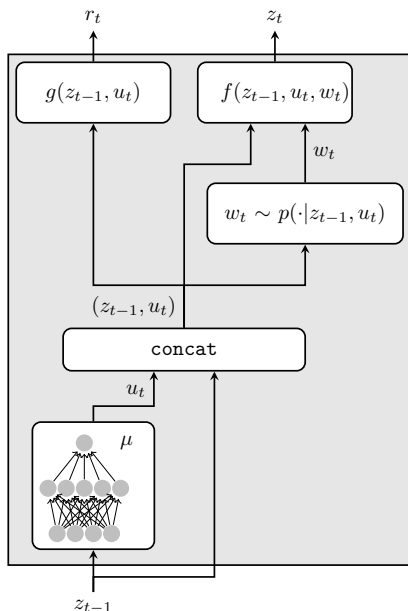 r_t z_t
g(z_{t-1}, u_t) f(z_{t-1}, u_t, w_t)
w_t
w_t ∼ p(·|z_{t-1}, u_t)
(z_{t-1}, u_t)
concat
u_t
μ
z_{t-1}